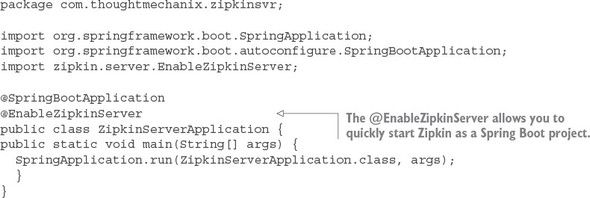 package com.thoughtmechanix.zipkinsvr;
import org.springframework.boot.SpringApplication;
import org.springframework.boot.autoconfigure.SpringBootApplication;
import zipkin.server.EnableZipkinServer;
@SpringBootApplication
@EnableZipkinServer
public class ZipkinServerApplication {
public static void main(String[] args) {
SpringApplication.run(ZipkinServerApplication.class, args);
}
}
The @EnableZipkinServer allows you to
quickly start Zipkin as a Spring Boot project.